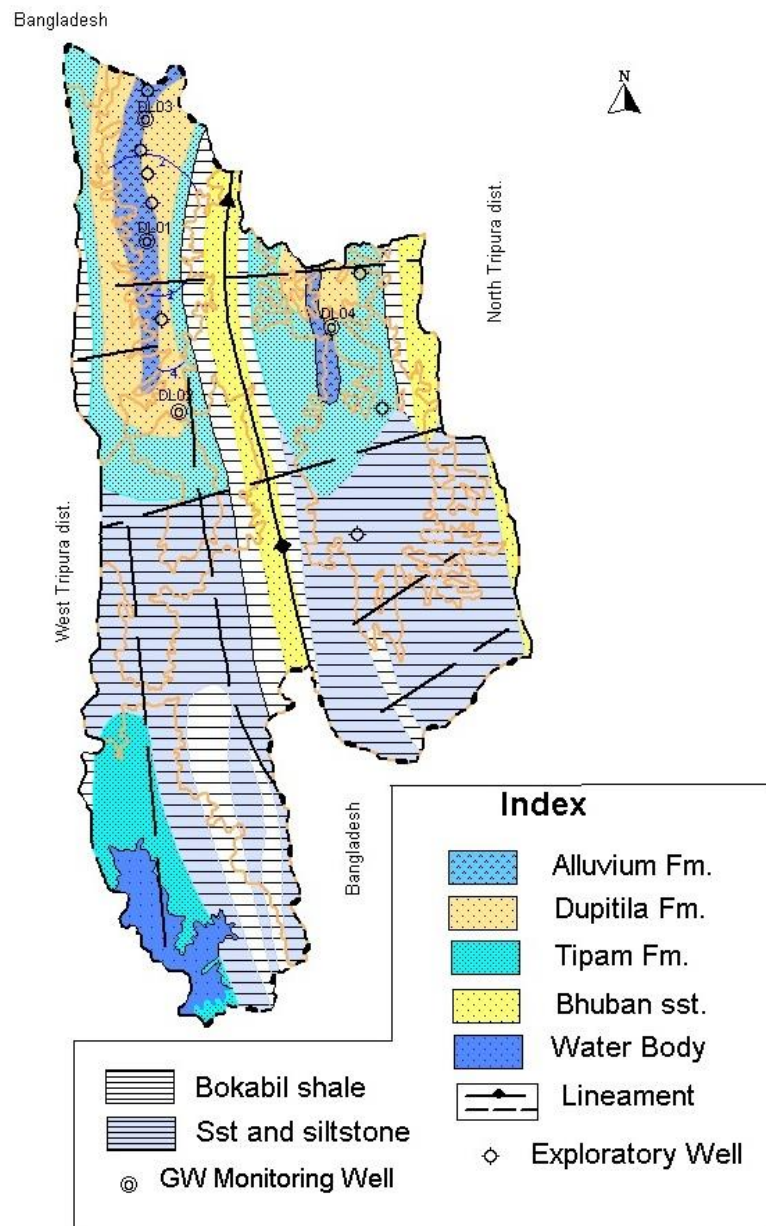 Bangladesh
N
DL03
DL01
North Tripura dist.
DL04
4
DL02
West Tripura dist.
Bangladesh
Index
Alluvium Fm.
Dupitila Fm.
Tipam Fm.
Bhuban sst.
Water Body
Lineament
Exploratory Well
Bokabil shale
Sst and siltstone
GW Monitoring Well